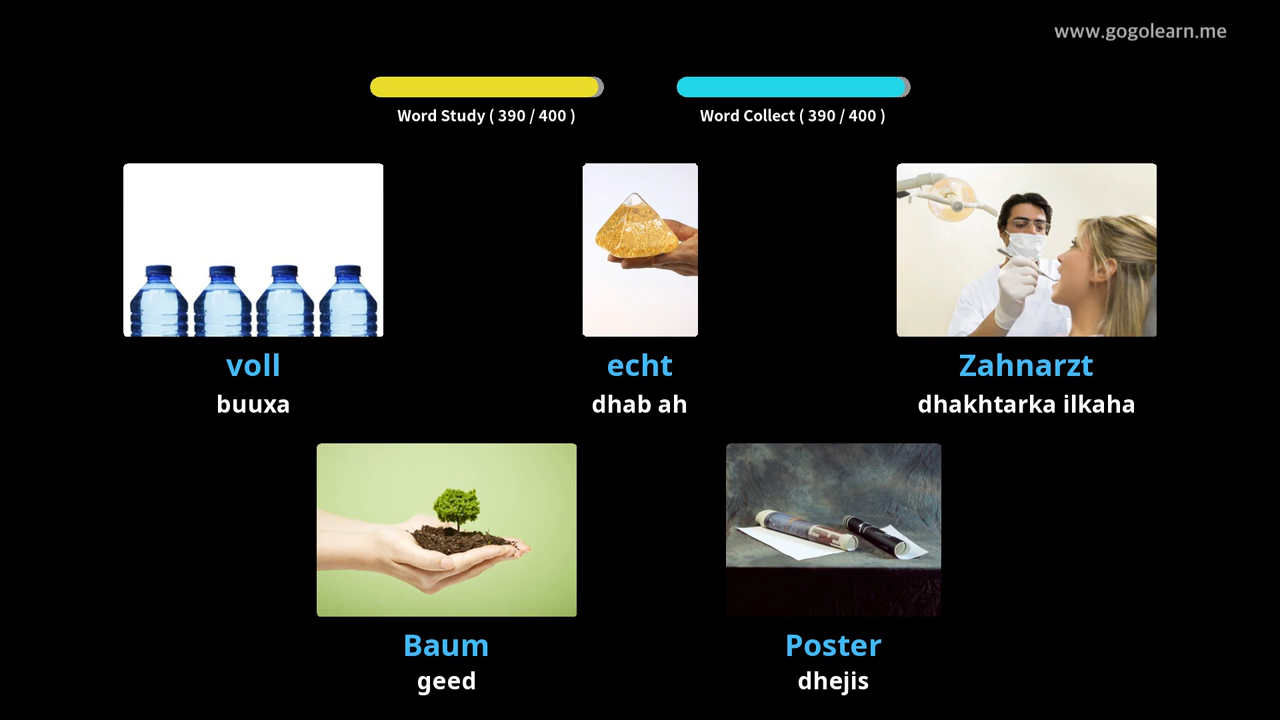 www.gogolearn.me
Word Study ( 390 / 400 )
Word Collect ( 390 / 400 )
voll
buuxa
echt
dhab ah
Zahnarzt
dhakhtarka ilkaha
Baum
geed
Poster
dhejis